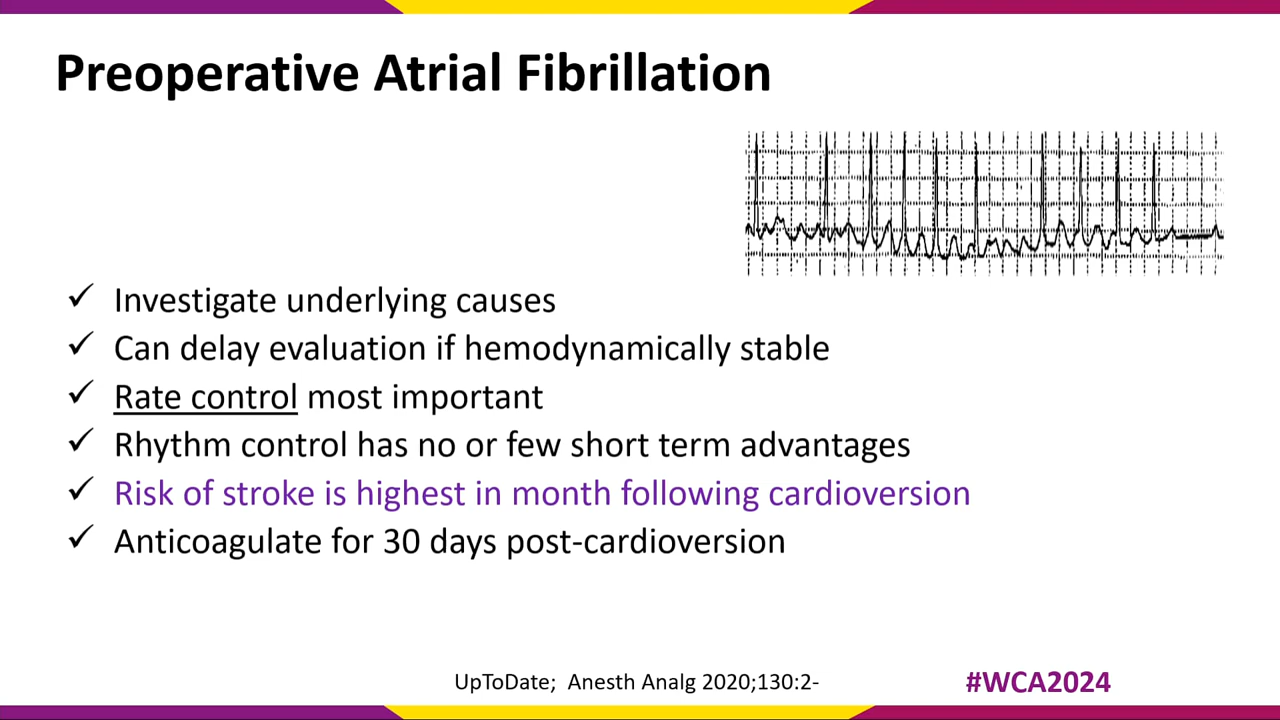 Preoperative Atrial Fibrillation
✓ Investigate underlying causes
✓ Can delay evaluation if hemodynamically stable
✓ Rate control most important
✓ Rhythm control has no or few short term advantages
✓ Risk of stroke is highest in month following cardioversion
✓ Anticoagulate for 30 days post-cardioversion
UpToDate; Anesth Analg 2020;130:2-
#WCA2024